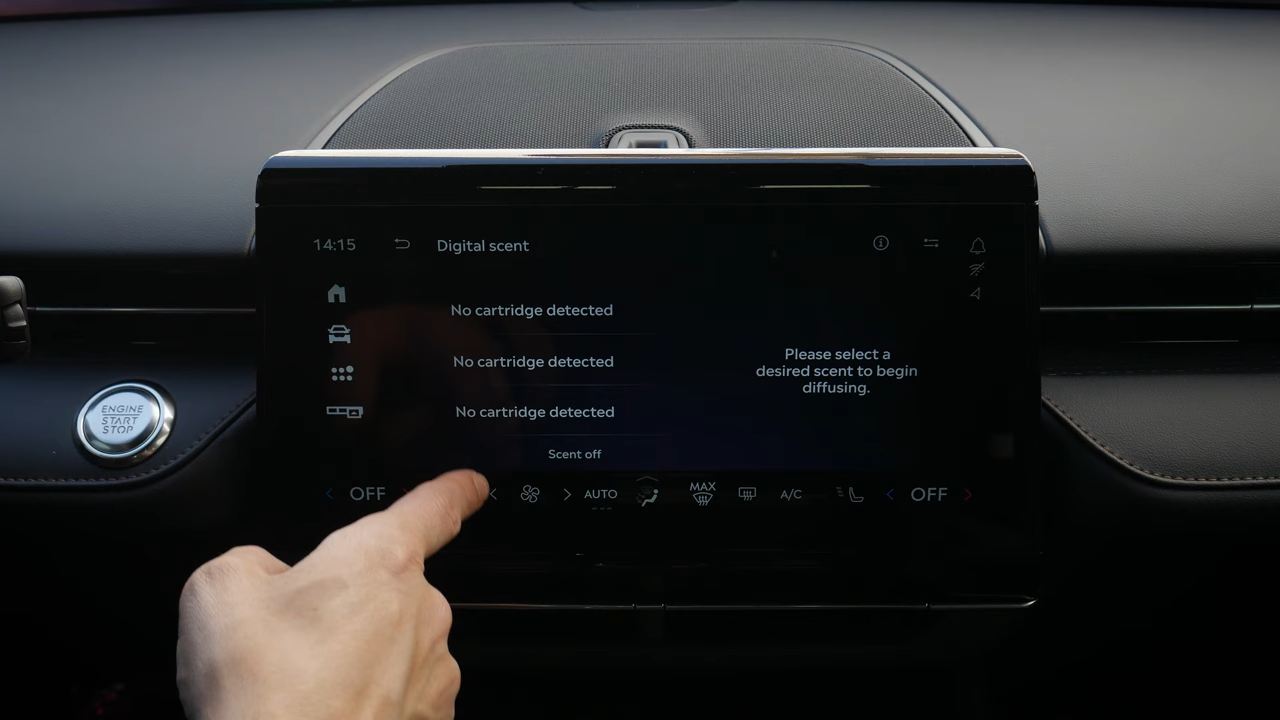 14:15
Digital scent
No cartridge detected
No cartridge detected
No cartridge detected
Scent off
Please select a
desired scent to begin
diffusing.
ENGINE
START
STOP
OFF
AUTO
MAX
A/C
OFF